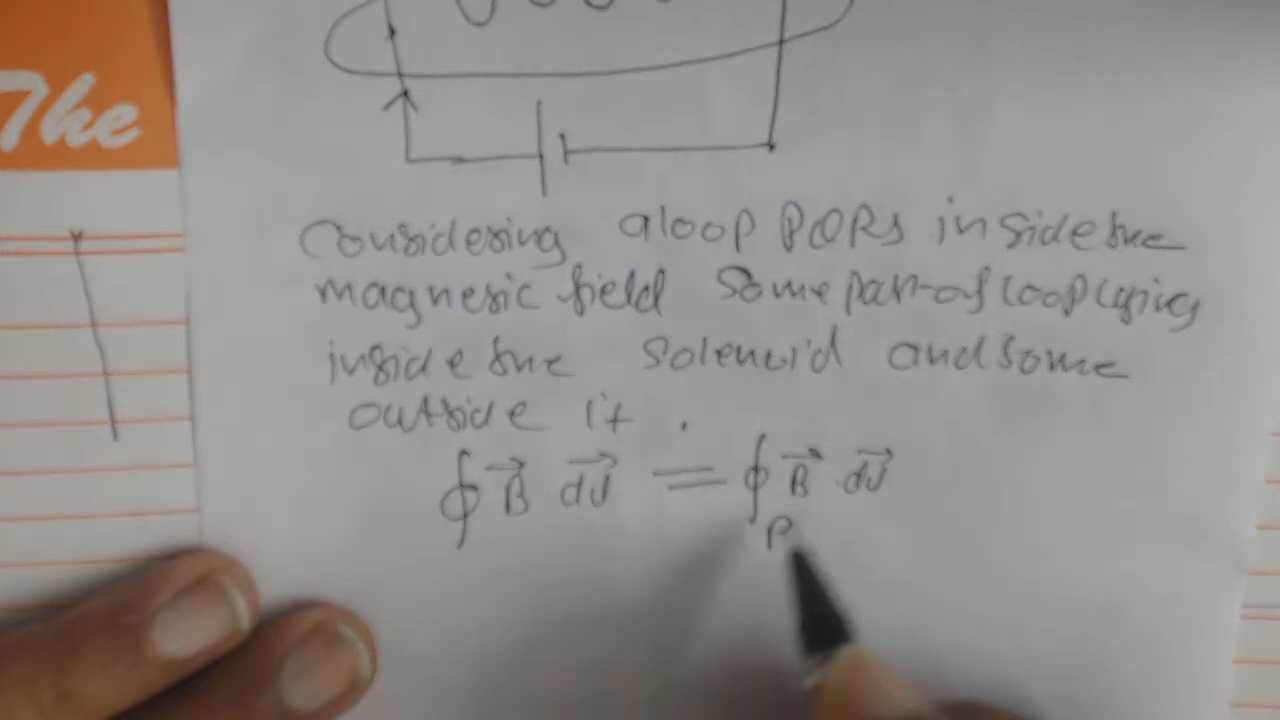 The
Considering a loop PQRS inside the
magnetic field some part of loop lying
inside the solenoid and some
outside it .
∮ B⃗ dl⃗ = ∮ B⃗ dl⃗
P